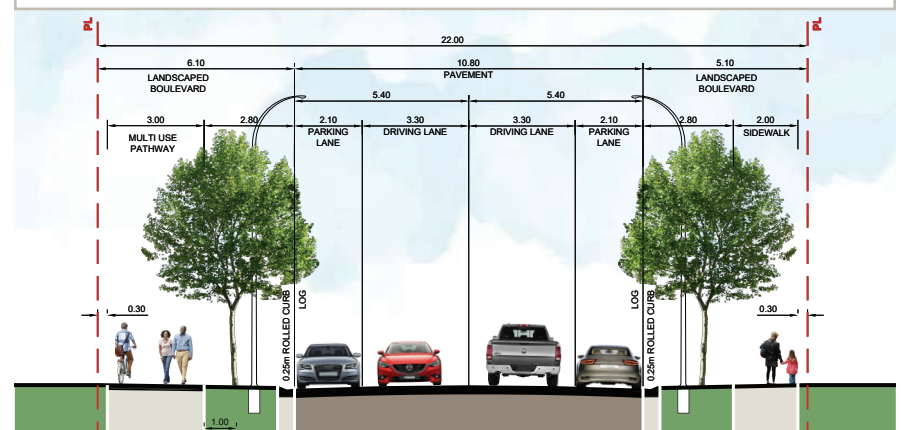 PL
PL
22.00
6.10
10.80
5.10
LANDSCAPED
BOULEVARD
PAVEMENT
LANDSCAPED
BOULEVARD
5.40
5.40
3.00
2.80
2.10
3.30
3.30
2.10
2.80
2.00
MULTI USE
PATHWAY
PARKING
LANE
DRIVING LANE
DRIVING LANE
PARKING
LANE
SIDEWALK
0.30
0.30
0.25m ROLLED CURB
LOG
LOG
0.25m ROLLED CURB
1.00